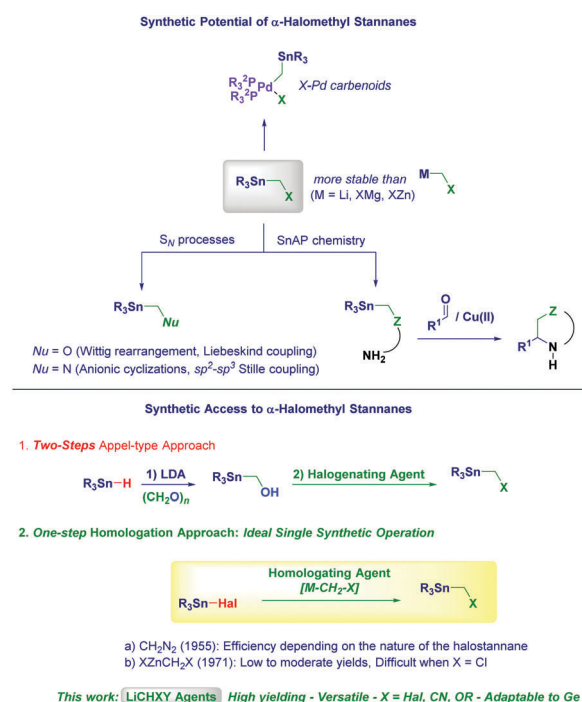 Synthetic Potential of α-Halomethyl Stannanes
SnR₃
R₃²P
Pd
R₃²P
X
X-Pd carbenoids
R₃Sn
X
more stable than
(M = Li, XMg, XZn)
M
X
S_N processes
SnAP chemistry
R₃Sn
Nu
R₃Sn
Z
NH₂
O
R¹
/ Cu(II)
Z
R¹
N
H
Nu = O (Wittig rearrangement, Liebeskind coupling)
Nu = N (Anionic cyclizations, sp²-sp³ Stille coupling)
Synthetic Access to α-Halomethyl Stannanes
1. Two-Steps Appel-type Approach
R₃Sn–H
1) LDA
(CH₂O)ₙ
R₃Sn
OH
2) Halogenating Agent
R₃Sn
X
2. One-step Homologation Approach: Ideal Single Synthetic Operation
R₃Sn–Hal
Homologating Agent
[M-CH₂-X]
R₃Sn
X
a) CH₂N₂ (1955): Efficiency depending on the nature of the halostannane
b) XZnCH₂X (1971): Low to moderate yields, Difficult when X = Cl
This work: LiCHXY Agents High yielding - Versatile - X = Hal, CN, OR - Adaptable to Ge